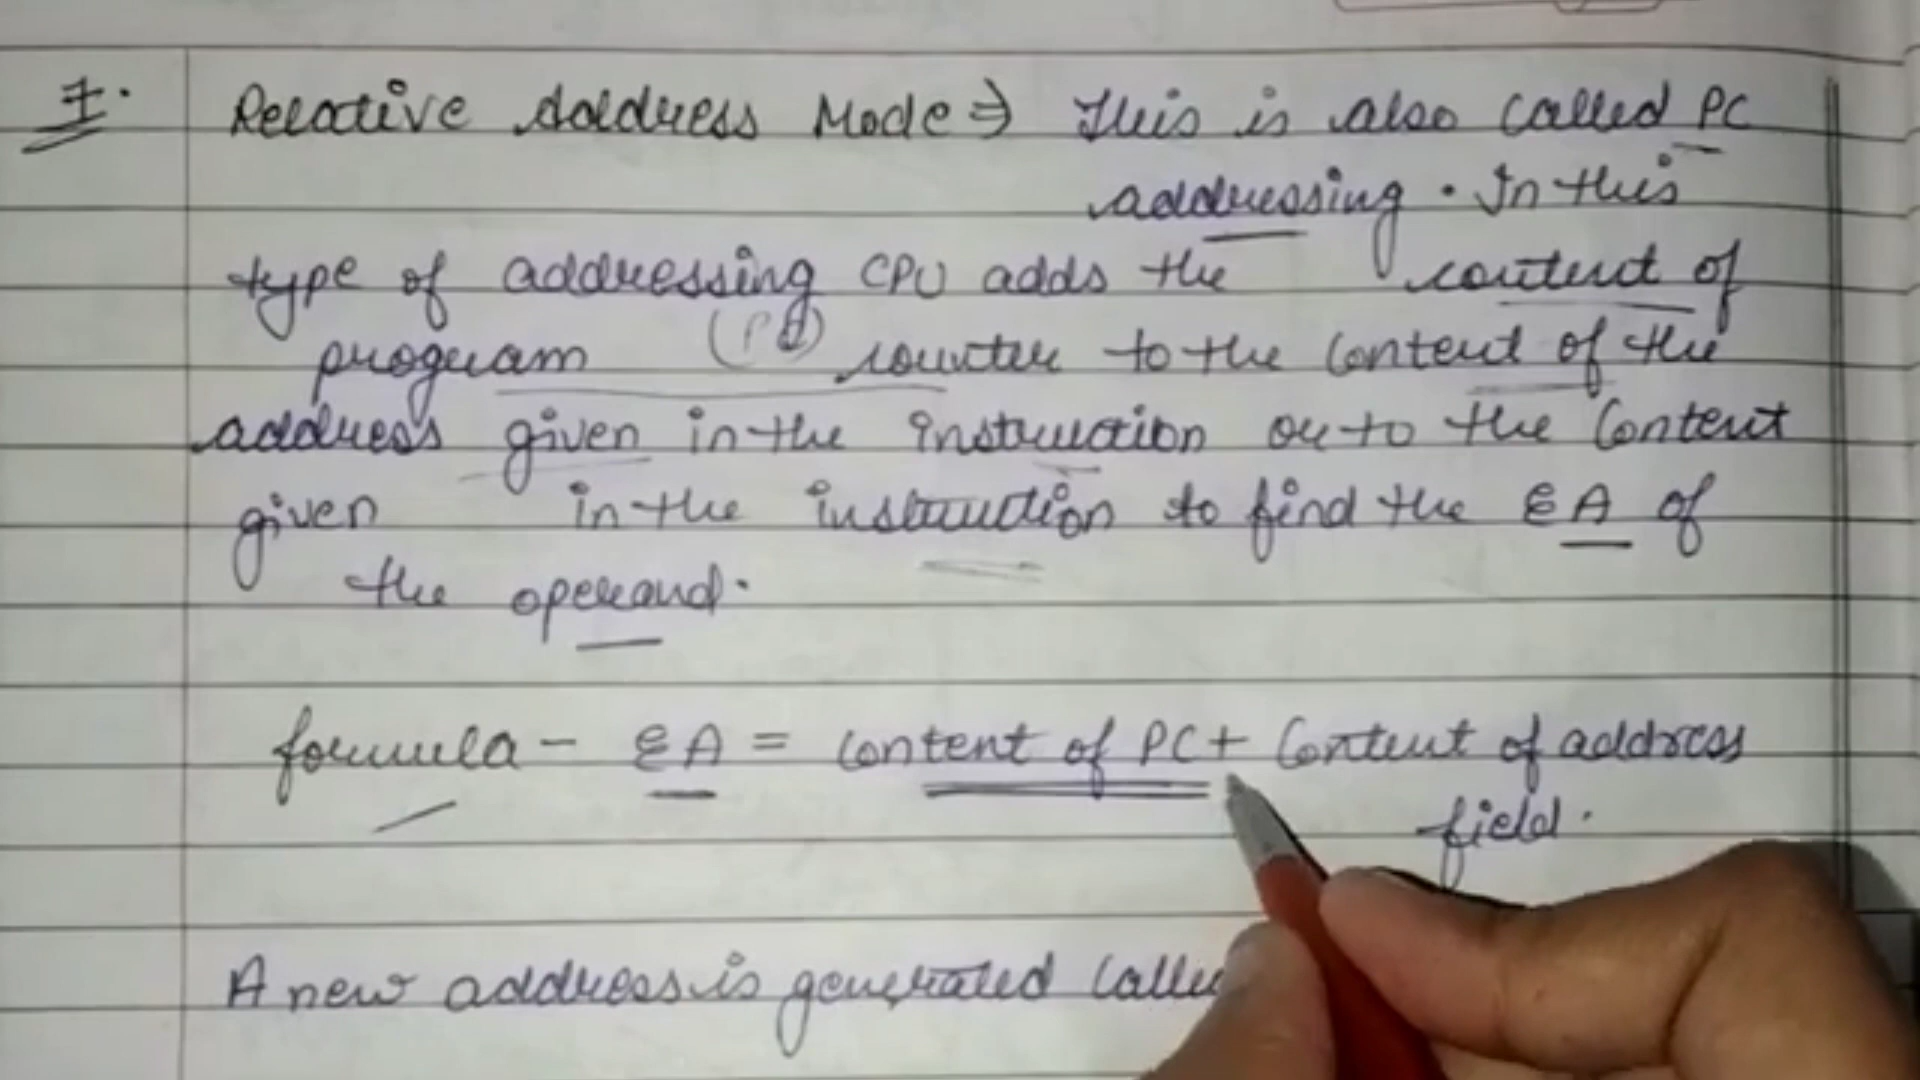 7. Relative Address Mode ⇒ This is also called PC
addressing. In this
type of addressing CPU adds the content of
program (PC) counter to the content of the
address given in the instruction or to the content
given in the instruction to find the EA of
the operand.
formula - EA = content of PC + Content of address
field.
A new address is generated